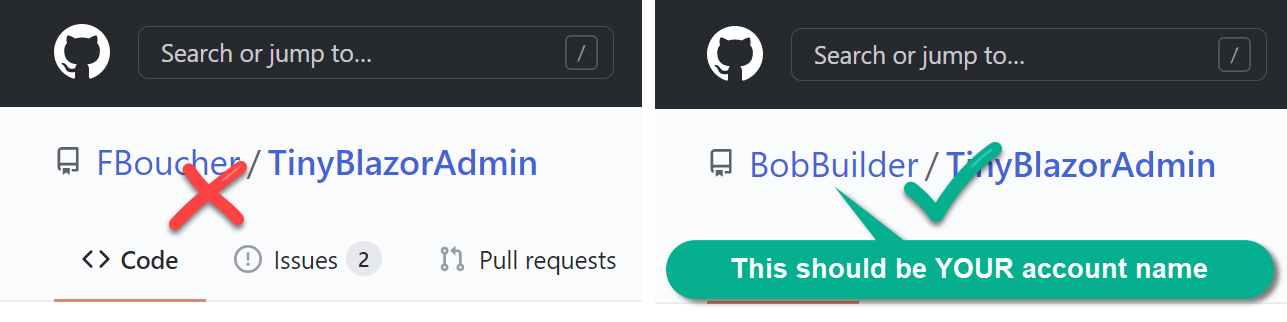 Search or jump to... /
FBoucher / TinyBlazorAdmin
Code Issues 2 Pull requests
Search or jump to... /
BobBuilder / TinyBlazorAdmin
This should be YOUR account name